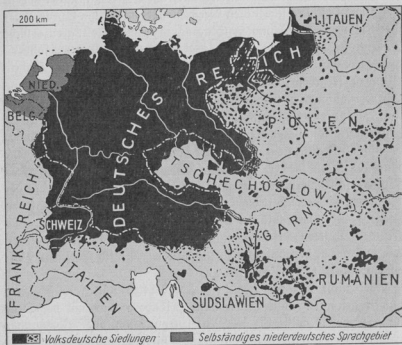 200 km
LITAUEN
DEUTSCHES REICH
NIED.
BELG.
POLEN
TSCHECHOSLOW.
FRANKREICH
SCHWEIZ
UNGARN
ITALIEN
SÜDSLAWIEN
RUMÄNIEN
Volksdeutsche Siedlungen
Selbständiges niederdeutsches Sprachgebiet